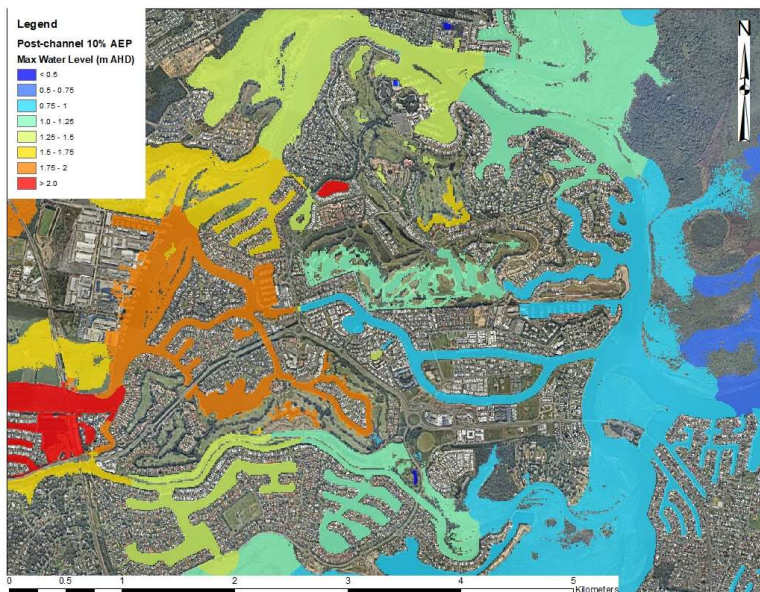 Legend
Post-channel 10% AEP
Max Water Level (m AHD)
< 0.5
0.5 - 0.75
0.75 - 1
1.0 - 1.25
1.25 - 1.5
1.5 - 1.75
1.75 - 2
> 2.0
N
0 0.5 1 2 3 4 5
Kilometers